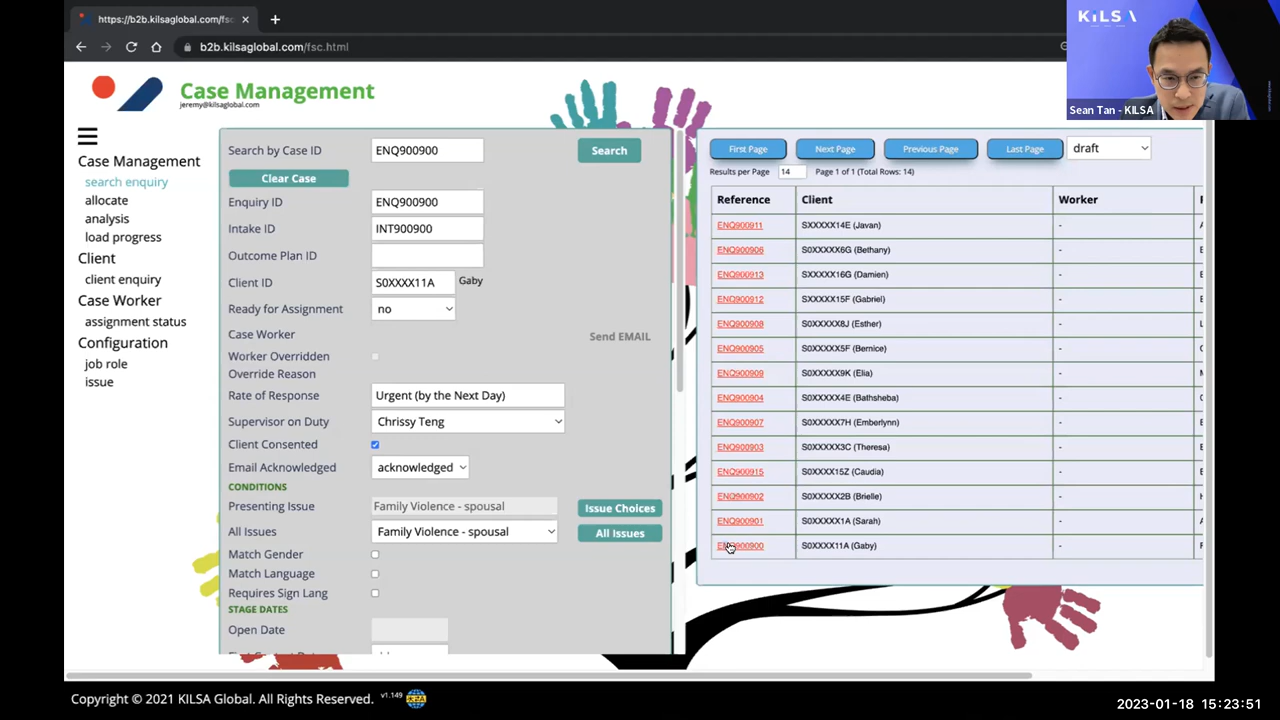 https://b2b.kilsaglobal.com/fsc
b2b.kilsaglobal.com/fsc.html
KILSA
Sean Tan - KILSA
Case Management
jeremy@kilsaglobal.com
Case Management
search enquiry
allocate
analysis
load progress
Client
client enquiry
Case Worker
assignment status
Configuration
job role
issue
Search by Case ID ENQ900900 Search
Clear Case
Enquiry ID ENQ900900
Intake ID INT900900
Outcome Plan ID
Client ID S0XXXX11A Gaby
Ready for Assignment no
Case Worker Send EMAIL
Worker Overridden
Override Reason
Rate of Response Urgent (by the Next Day)
Supervisor on Duty Chrissy Teng
Client Consented
Email Acknowledged acknowledged
CONDITIONS
Presenting Issue Family Violence - spousal Issue Choices
All Issues Family Violence - spousal All Issues
Match Gender
Match Language
Requires Sign Lang
STAGE DATES
Open Date
First Page Next Page Previous Page Last Page draft
Results per Page 14 Page 1 of 1 (Total Rows: 14)
Reference Client Worker
ENQ900911 SXXXXX14E (Javan) -
ENQ900906 S0XXXXX6G (Bethany) -
ENQ900913 SXXXXX16G (Damien) -
ENQ900912 SXXXXX15F (Gabriel) -
ENQ900908 S0XXXXX8J (Esther) -
ENQ900905 S0XXXXX5F (Bernice) -
ENQ900909 S0XXXXX9K (Elia) -
ENQ900904 S0XXXXX4E (Bathsheba) -
ENQ900907 S0XXXXX7H (Emberlynn) -
ENQ900903 S0XXXXX3C (Theresa) -
ENQ900915 S0XXXX15Z (Caudia) -
ENQ900902 S0XXXXX2B (Brielle) -
ENQ900901 S0XXXXX1A (Sarah) -
ENQ900900 S0XXXX11A (Gaby) -
Copyright © 2021 KILSA Global. All Rights Reserved. v1.149
2023-01-18 15:23:51